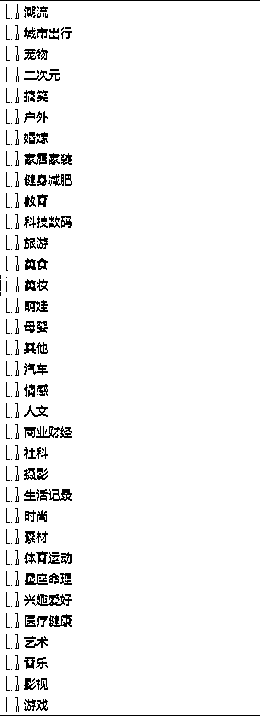 潮流
城市出行
宠物
二次元
搞笑
户外
婚嫁
家居家装
健身减肥
教育
科技数码
旅游
美食
美妆
萌娃
母婴
其他
汽车
情感
人文
商业财经
社科
摄影
生活记录
时尚
素材
体育运动
星座命理
兴趣爱好
医疗健康
艺术
音乐
影视
游戏